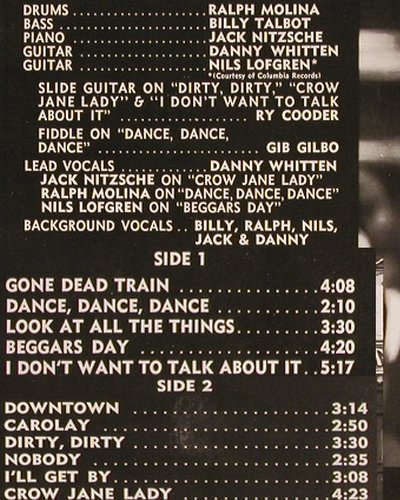 DRUMS ........................ RALPH MOLINA
BASS ........................ BILLY TALBOT
PIANO ...................... JACK NITZSCHE
GUITAR .................... DANNY WHITTEN
GUITAR .................... NILS LOFGREN*
*(Courtesy of Columbia Records)
SLIDE GUITAR ON "DIRTY, DIRTY," "CROW
JANE LADY" & "I DON'T WANT TO TALK
ABOUT IT" .................... RY COODER
FIDDLE ON "DANCE, DANCE,
DANCE" ........................ GIB GILBO
LEAD VOCALS ............ DANNY WHITTEN
JACK NITZSCHE ON "CROW JANE LADY"
RALPH MOLINA ON "DANCE, DANCE, DANCE"
NILS LOFGREN ON "BEGGARS DAY"
BACKGROUND VOCALS .. BILLY, RALPH, NILS,
JACK & DANNY
SIDE 1
GONE DEAD TRAIN ................ 4:08
DANCE, DANCE, DANCE ............ 2:10
LOOK AT ALL THE THINGS.......... 3:30
BEGGARS DAY .................... 4:20
I DON'T WANT TO TALK ABOUT IT .. 5:17
SIDE 2
DOWNTOWN ...................... 3:14
CAROLAY ........................ 2:50
DIRTY, DIRTY .................... 3:30
NOBODY ........................ 2:35
I'LL GET BY ...................... 3:08
CROW JANE LADY ................ :23